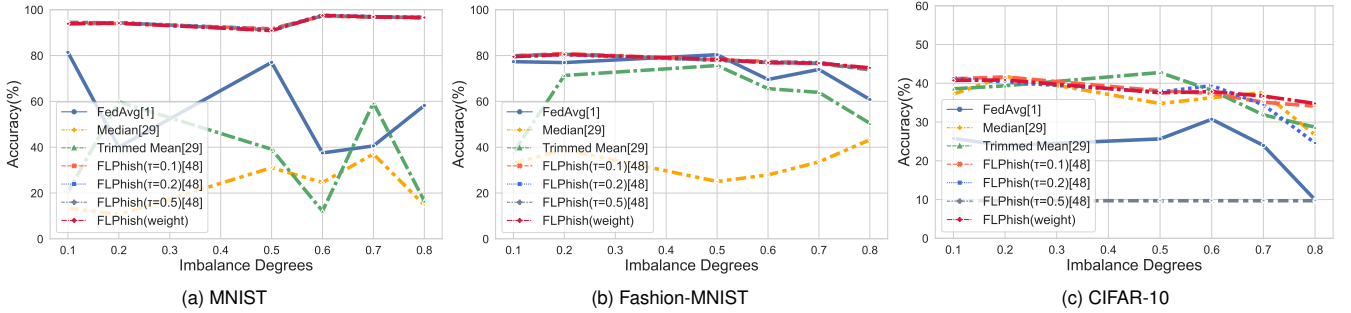 100
80
60
40
20
0
Accuracy(%)
FedAvg[1]
Median[29]
Trimmed Mean[29]
FLPhish(τ=0.1)[48]
FLPhish(τ=0.2)[48]
FLPhish(τ=0.5)[48]
FLPhish(weight)
0.1 0.2 0.3 0.4 0.5 0.6 0.7 0.8
Imbalance Degrees
(a) MNIST
100
80
60
40
20
0
Accuracy(%)
FedAvg[1]
Median[29]
Trimmed Mean[29]
FLPhish(τ=0.1)[48]
FLPhish(τ=0.2)[48]
FLPhish(τ=0.5)[48]
FLPhish(weight)
0.1 0.2 0.3 0.4 0.5 0.6 0.7 0.8
Imbalance Degrees
(b) Fashion-MNIST
60
50
40
30
20
10
0
Accuracy(%)
FedAvg[1]
Median[29]
Trimmed Mean[29]
FLPhish(τ=0.1)[48]
FLPhish(τ=0.2)[48]
FLPhish(τ=0.5)[48]
FLPhish(weight)
0.1 0.2 0.3 0.4 0.5 0.6 0.7 0.8
Imbalance Degrees
(c) CIFAR-10